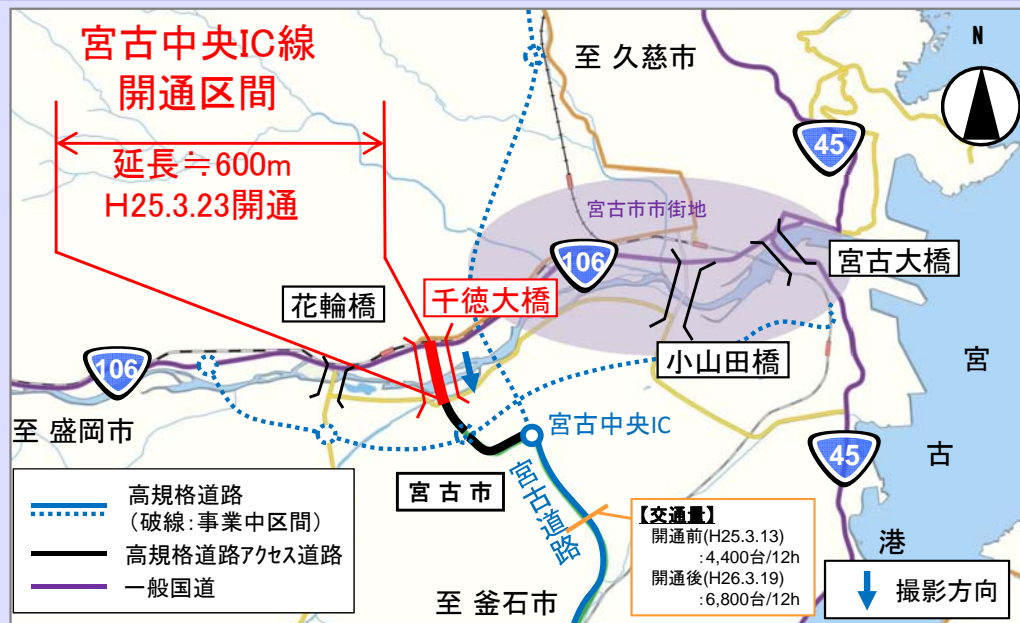 宮古中央IC線
開通区間
延長≒600m
H25.3.23開通
至 久慈市
N
45
宮古市市街地
106
宮古大橋
花輪橋
千徳大橋
小山田橋
106
至 盛岡市
宮古中央IC
45
宮古港
宮古市
宮古道路
高規格道路
(破線:事業中区間)
高規格道路アクセス道路
一般国道
至 釜石市
【交通量】
開通前(H25.3.13)
:4,400台/12h
開通後(H26.3.19)
:6,800台/12h
撮影方向